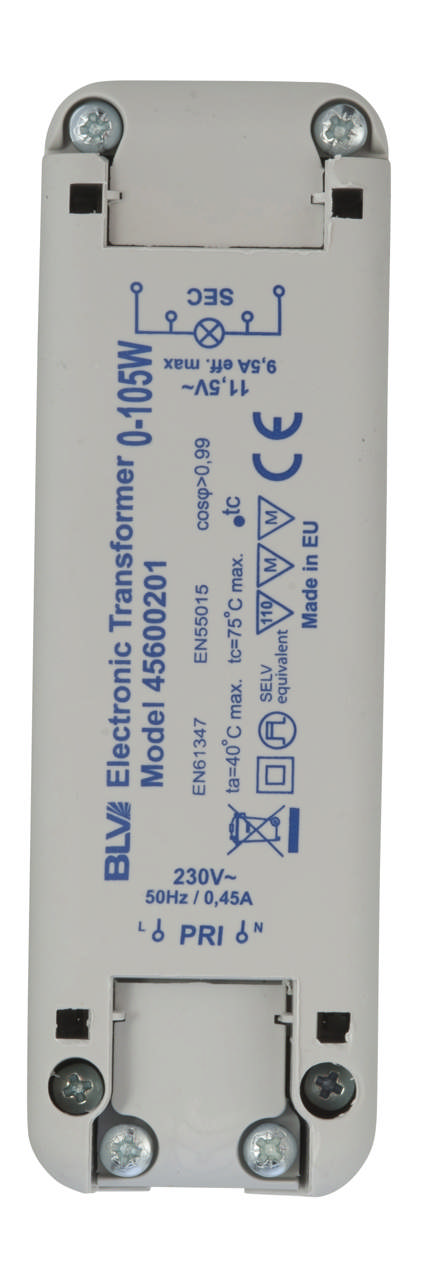 BLV Electronic Transformer 0-105W
Model 45600201
EN61347 EN55015 cosφ>0,99
ta=40°C max. tc=75°C max. •tc
SELV
equivalent
110 M M
Made in EU
CE
SEC
9,5A eff. max
11,5V~
230V~
50Hz / 0,45A
L PRI N